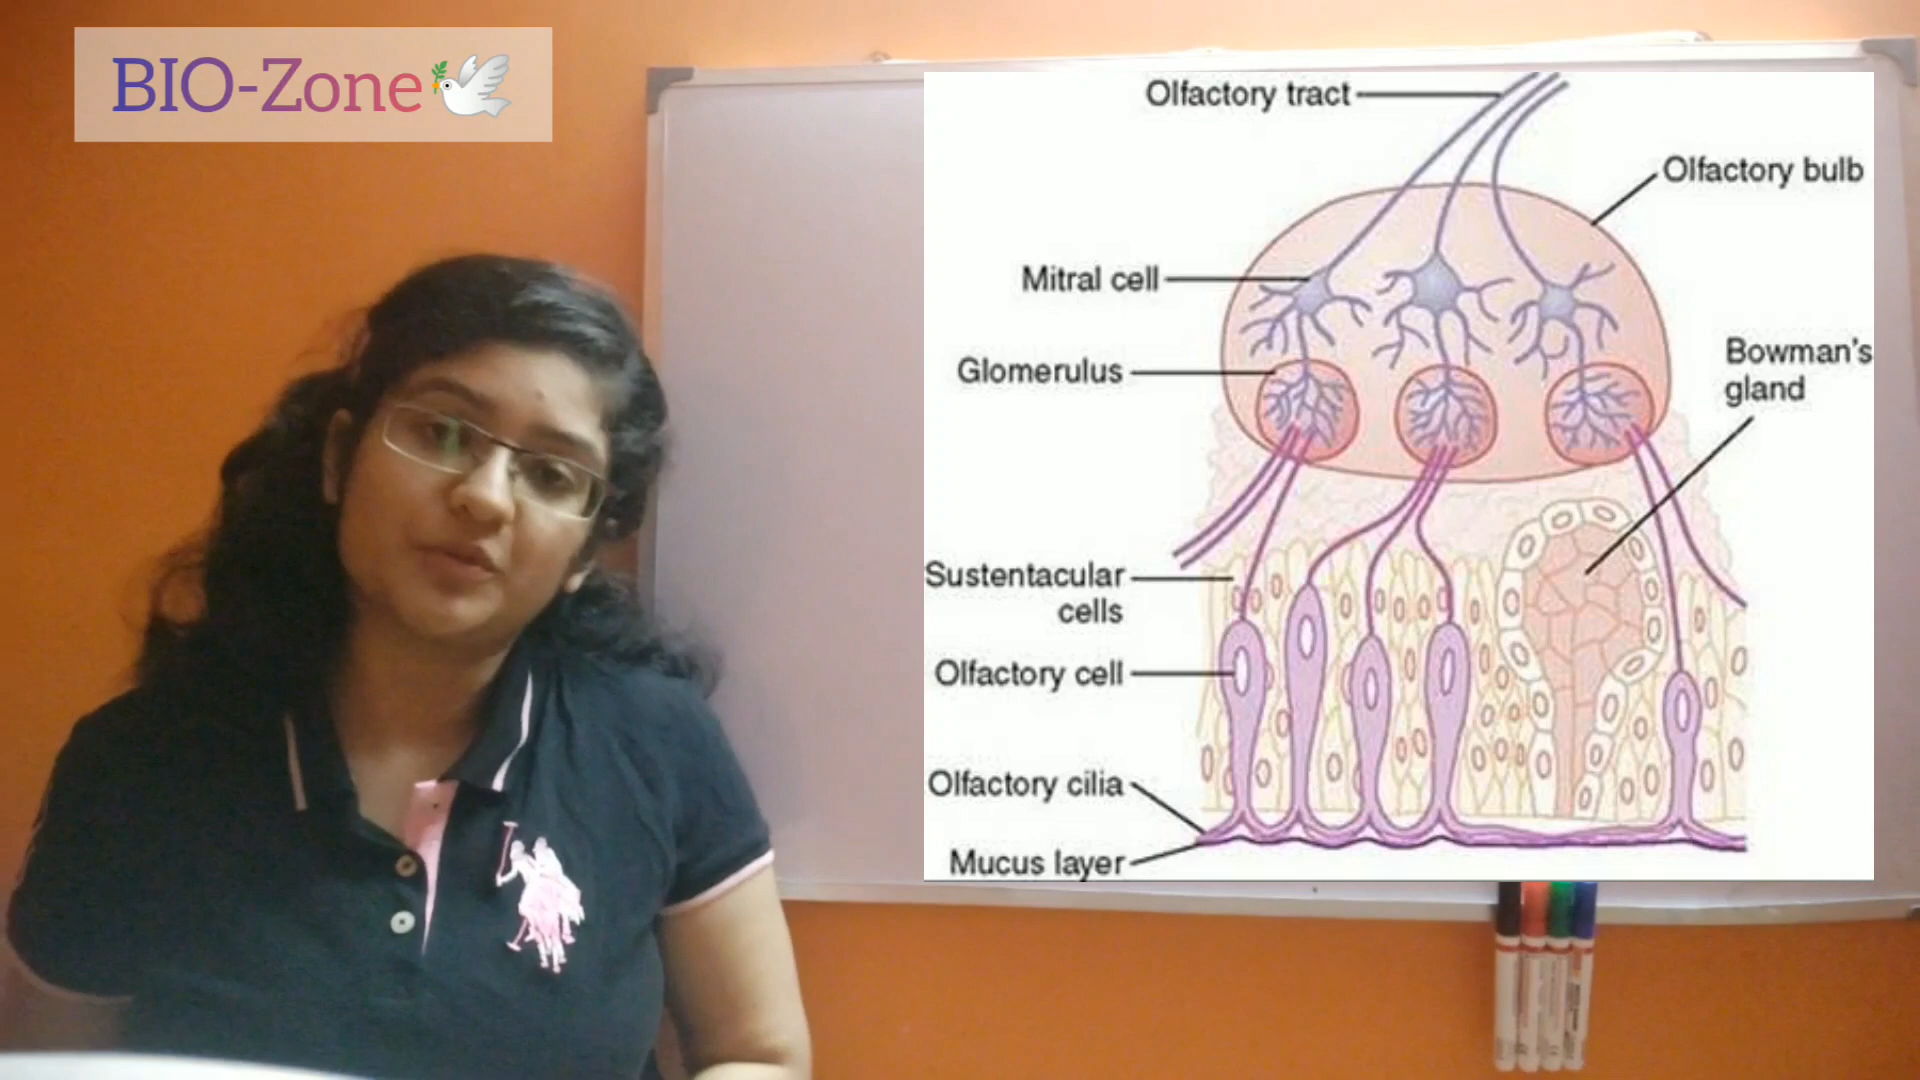 BIO-Zone🕊
Olfactory tract
Olfactory bulb
Mitral cell
Bowman's
gland
Glomerulus
Sustentacular
cells
Olfactory cell
Olfactory cilia
Mucus layer